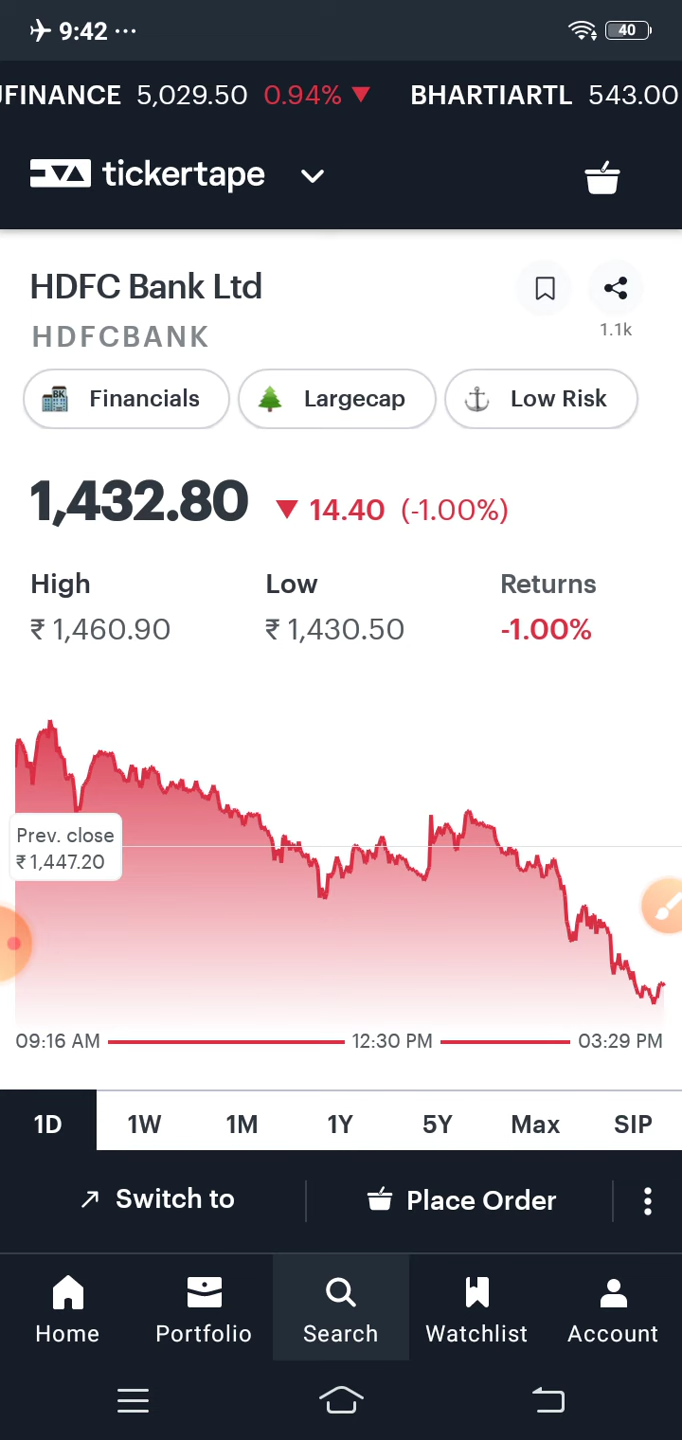 9:42 ...
40
FINANCE 5,029.50 0.94% ▼ BHARTIARTL 543.00
tickertape
HDFC Bank Ltd
HDFCBANK
1.1k
Financials Largecap Low Risk
1,432.80 ▼ 14.40 (-1.00%)
High Low Returns
₹ 1,460.90 ₹ 1,430.50 -1.00%
Prev. close
₹ 1,447.20
09:16 AM 12:30 PM 03:29 PM
1D 1W 1M 1Y 5Y Max SIP
Switch to Place Order
Home Portfolio Search Watchlist Account